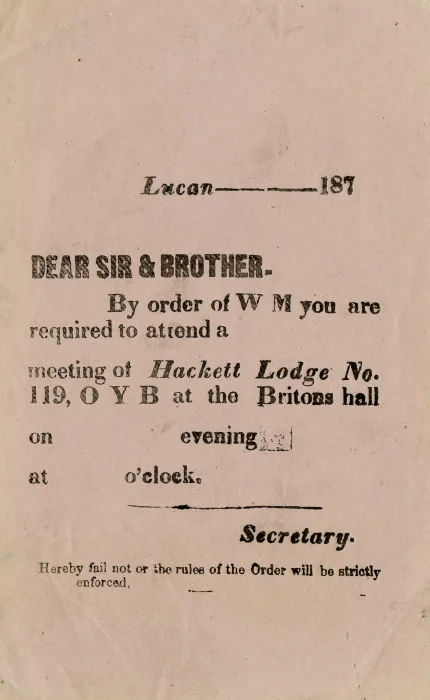 Lucan————187
DEAR SIR & BROTHER.
By order of W M you are
required to attend a
meeting of Hackett Lodge No.
119, O Y B at the Britons hall
on evening
at o'clock.
Secretary.
Hereby fail not or the rules of the Order will be strictly
enforced,